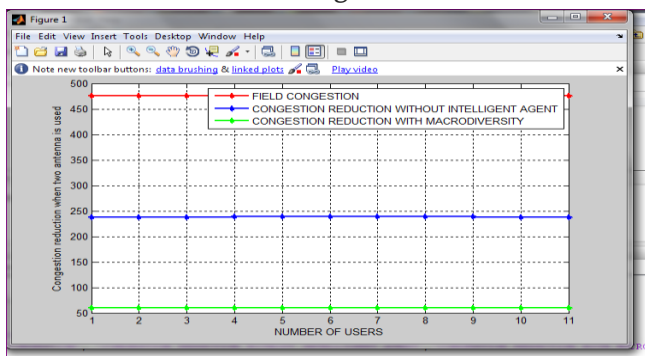 Figure 1
File Edit View Insert Tools Desktop Window Help
Note new toolbar buttons: data brushing & linked plots Play video
500
450
400
350
300
250
200
150
100
50
Congestion reduction when two antenna is used
FIELD CONGESTION
CONGESTION REDUCTION WITHOUT INTELLIGENT AGENT
CONGESTION REDUCTION WITH MACRODIVERSITY
1 2 3 4 5 6 7 8 9 10 11
NUMBER OF USERS